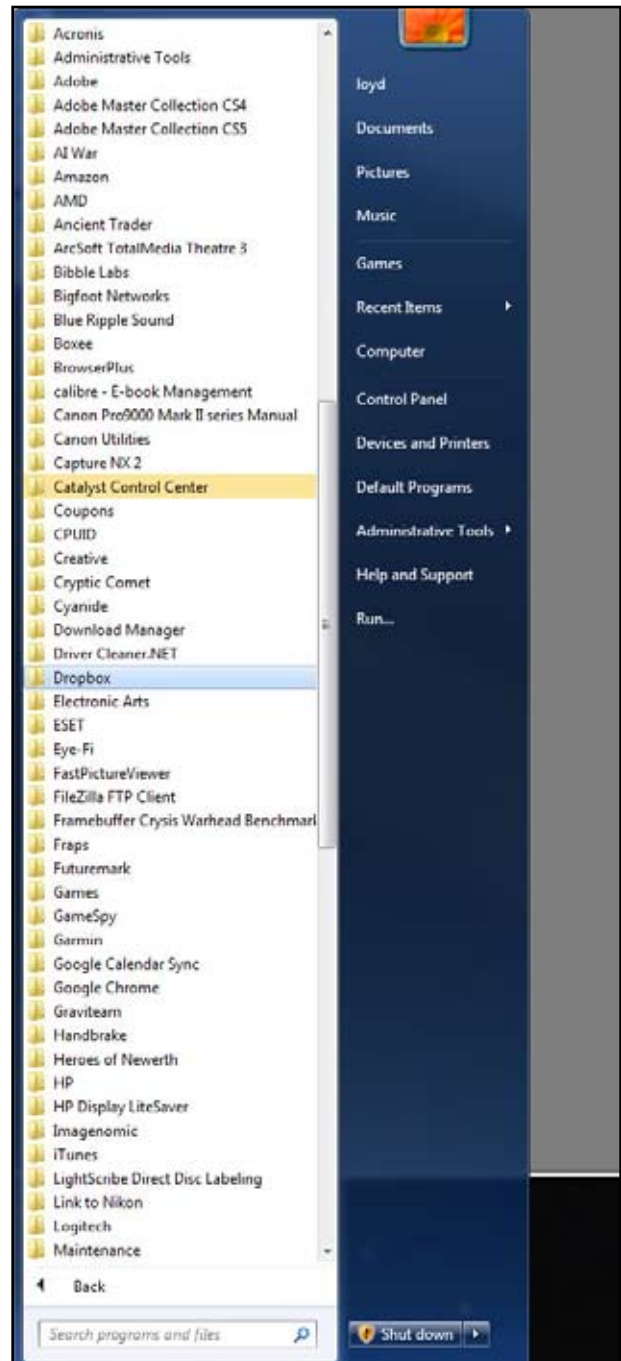 Acronis
Administrative Tools
Adobe
Adobe Master Collection CS4
Adobe Master Collection CS5
AI War
Amazon
AMD
Ancient Trader
ArcSoft TotalMedia Theatre 3
Bibble Labs
Bigfoot Networks
Blue Ripple Sound
Boxee
BrowserPlus
calibre - E-book Management
Canon Pro9000 Mark II series Manual
Canon Utilities
Capture NX 2
Catalyst Control Center
Coupons
CPUID
Creative
Cryptic Comet
Cyanide
Download Manager
Driver Cleaner.NET
Dropbox
Electronic Arts
ESET
Eye-Fi
FastPictureViewer
FileZilla FTP Client
Framebuffer Crysis Warhead Benchmark
Fraps
Futuremark
Games
GameSpy
Garmin
Google Calendar Sync
Google Chrome
Graviteam
Handbrake
Heroes of Newerth
HP
HP Display LiteSaver
Imagenomic
iTunes
LightScribe Direct Disc Labeling
Link to Nikon
Logitech
Maintenance
Back
Search programs and files
loyd
Documents
Pictures
Music
Games
Recent Items
Computer
Control Panel
Devices and Printers
Default Programs
Administrative Tools
Help and Support
Run...
Shut down